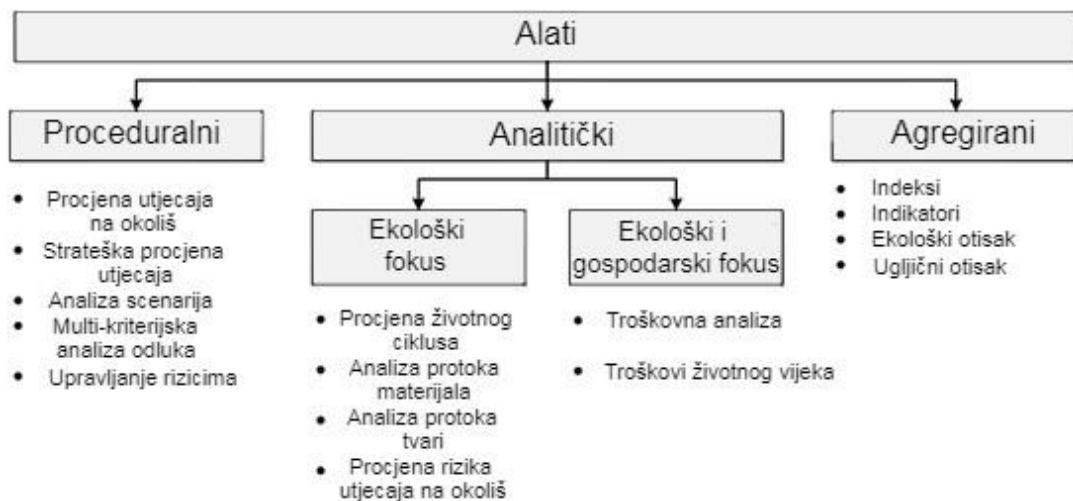 Alati
Proceduralni
Procjena utjecaja
na okoliš
Strateška procjena
utjecaja
Analiza scenarija
Multi-kriterijska
analiza odluka
Upravljanje rizicima
Analitički
Ekološki
fokus
Procjena životnog
ciklusa
Analiza protoka
materijala
Analiza protoka
tvari
Procjena rizika
utjecaja na okoliš
Ekološki i
gospodarski fokus
Troškovna analiza
Troškovi životnog vijeka
Agregirani
Indeksi
Indikatori
Ekološki otisak
Ugljični otisak